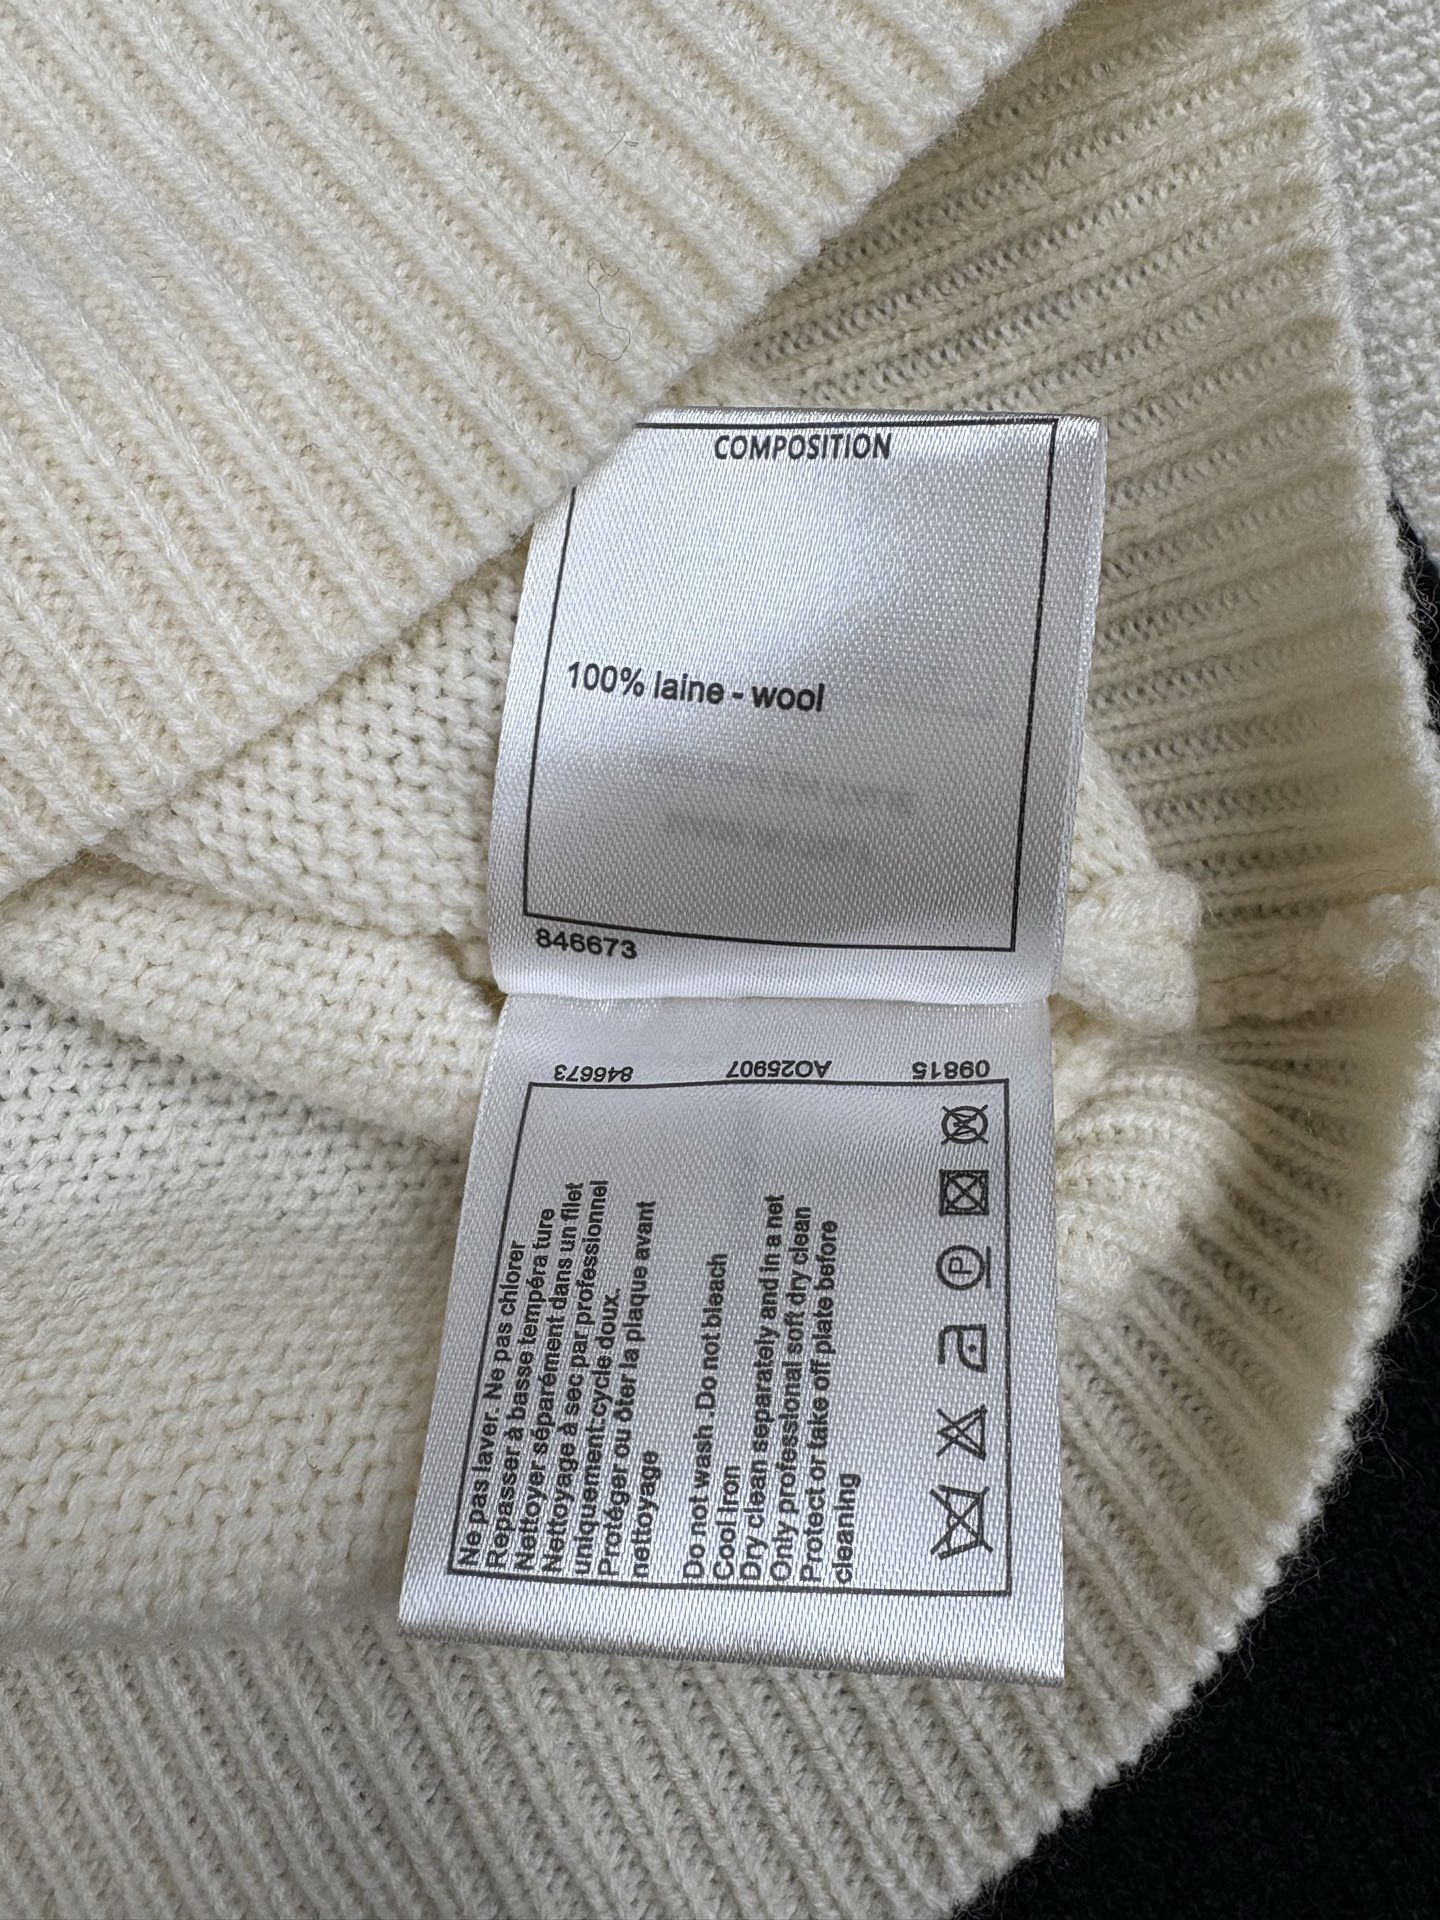 COMPOSITION
100% laine - wool
846673
09815 AO25907 846673
Ne pas laver. Ne pas chlorer
Repasser à basse tempéra ture
Nettoyer séparément dans un filet
Nettoyage à sec par professionnel
uniquement:cycle doux.
Protéger ou ôter la plaque avant
nettoyage
Do not wash. Do not bleach
Cool iron
Dry clean separately and in a net
Only professional soft dry clean
Protect or take off plate before
cleaning
P